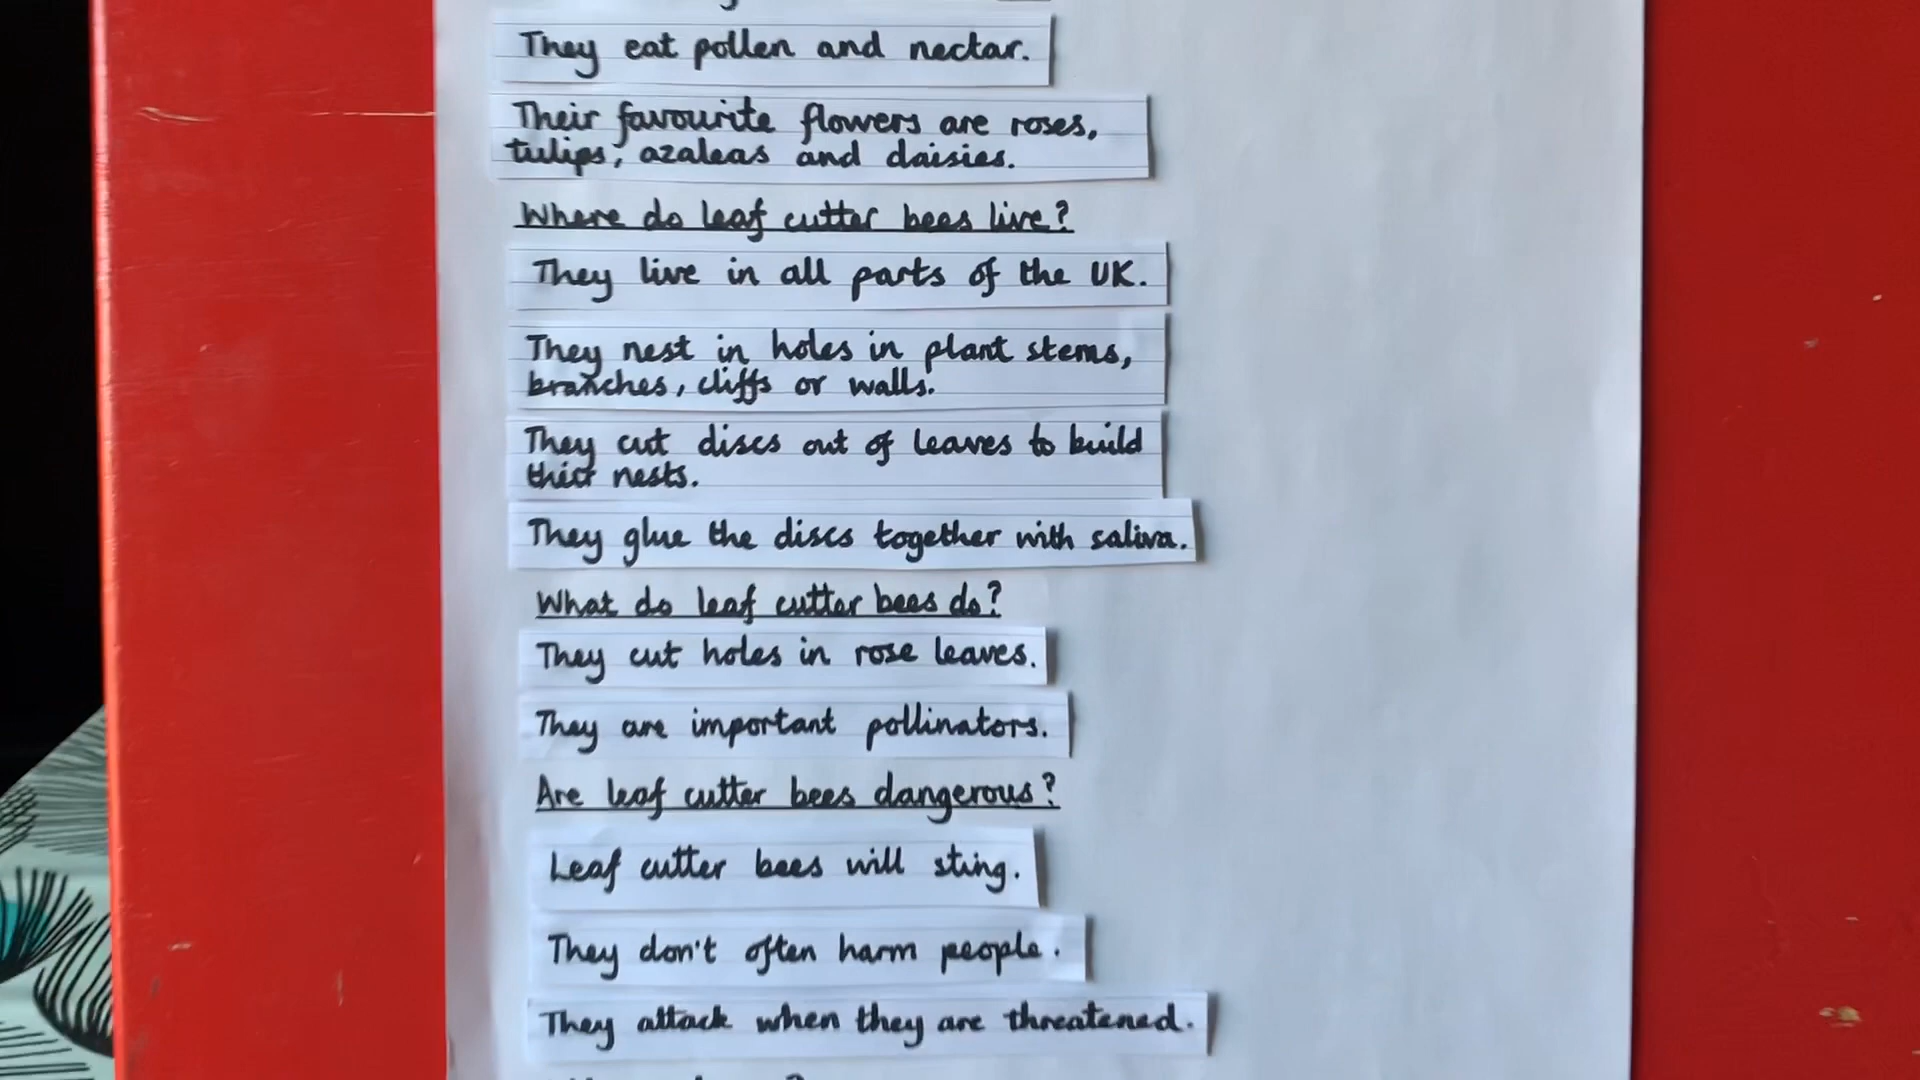 They eat pollen and nectar.
Their favourite flowers are roses,
tulips, azaleas and daisies.
Where do leaf cutter bees live?
They live in all parts of the UK.
They nest in holes in plant stems,
branches, cliffs or walls.
They cut discs out of leaves to build
their nests.
They glue the discs together with saliva.
What do leaf cutter bees do?
They cut holes in rose leaves.
They are important pollinators.
Are leaf cutter bees dangerous?
Leaf cutter bees will sting.
They don't often harm people.
They attack when they are threatened.